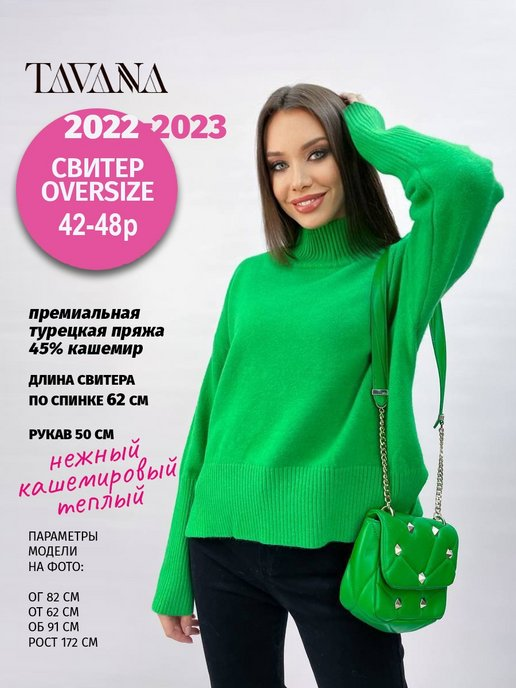 TAVANA
2022-2023
СВИТЕР
OVERSIZE
42-48р
премиальная
турецкая пряжа
45% кашемир
ДЛИНА СВИТЕРА
ПО СПИНКЕ 62 СМ
РУКАВ 50 СМ
нежный
кашемировый
теплый
ПАРАМЕТРЫ
МОДЕЛИ
НА ФОТО:
ОГ 82 СМ
ОТ 62 СМ
ОБ 91 СМ
РОСТ 172 СМ